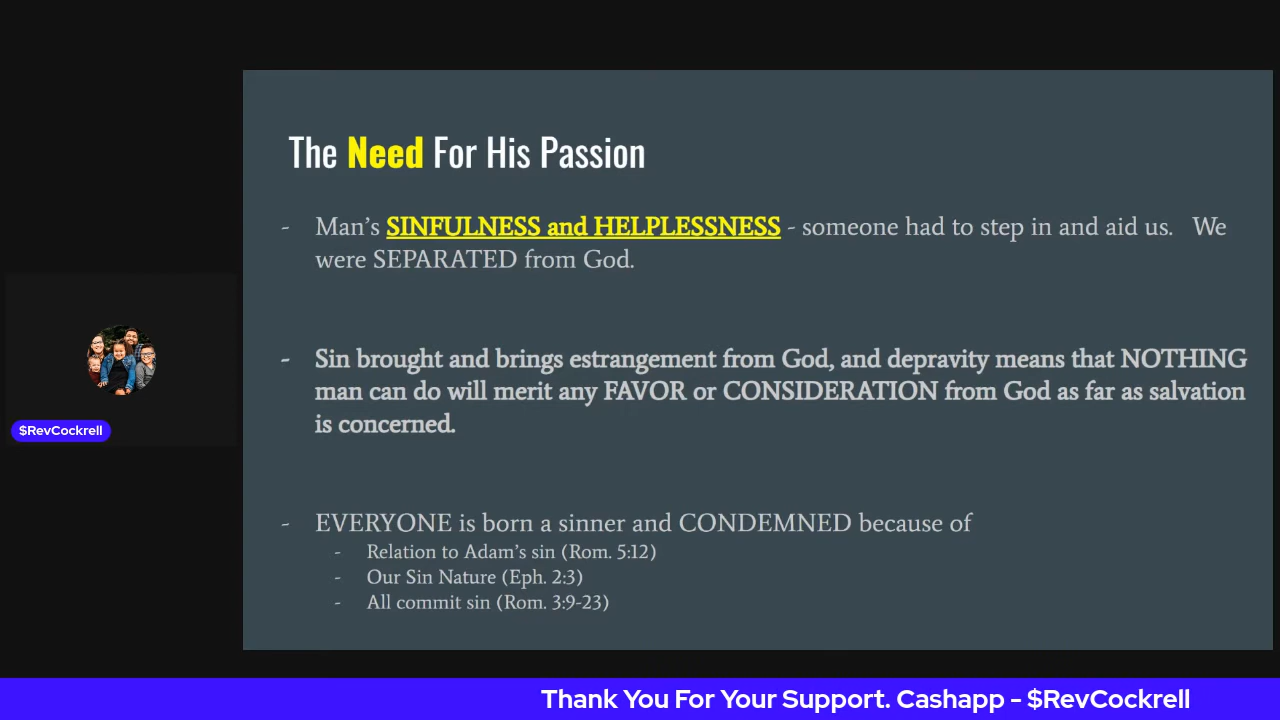 The Need For His Passion
- Man’s SINFULNESS and HELPLESSNESS - someone had to step in and aid us. We
were SEPARATED from God.
- Sin brought and brings estrangement from God, and depravity means that NOTHING
man can do will merit any FAVOR or CONSIDERATION from God as far as salvation
is concerned.
- EVERYONE is born a sinner and CONDEMNED because of
- Relation to Adam’s sin (Rom. 5:12)
- Our Sin Nature (Eph. 2:3)
- All commit sin (Rom. 3:9-23)
$RevCockrell
Thank You For Your Support. Cashapp - $RevCockrell